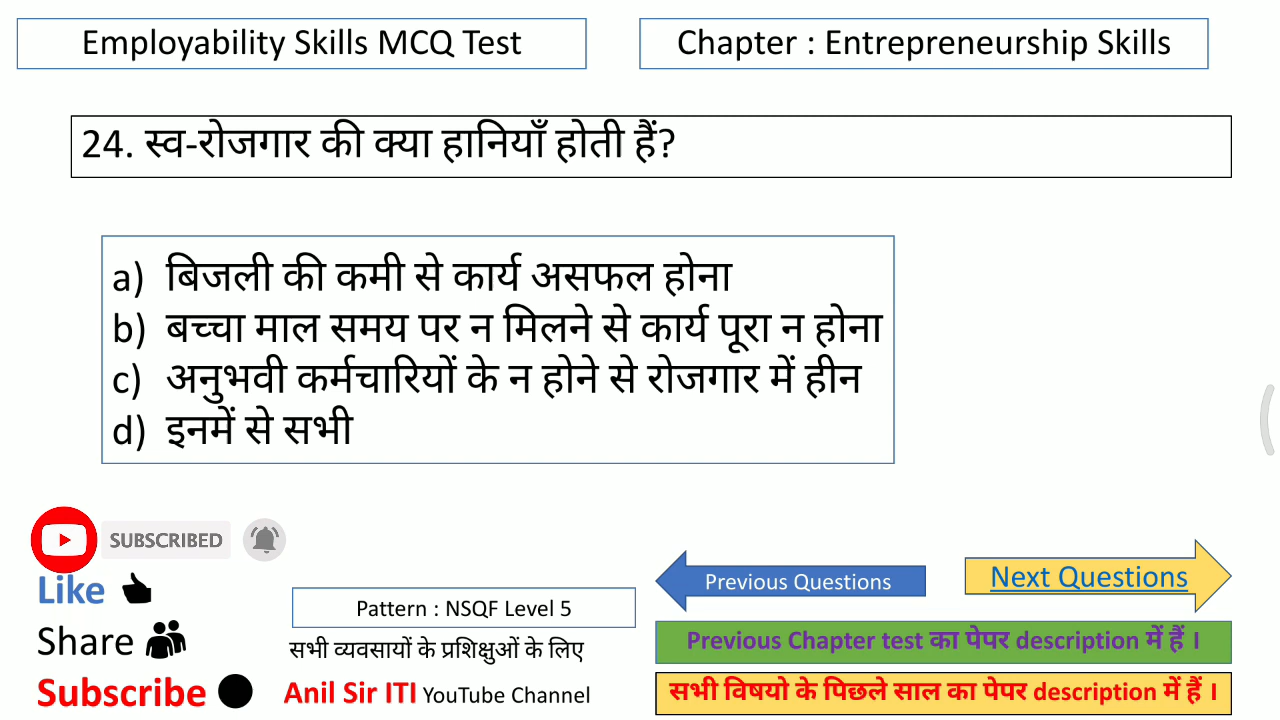 Employability Skills MCQ Test
Chapter : Entrepreneurship Skills
24. स्व-रोजगार की क्या हानियाँ होती हैं?
a) बिजली की कमी से कार्य असफल होना
b) बच्चा माल समय पर न मिलने से कार्य पूरा न होना
c) अनुभवी कर्मचारियों के न होने से रोजगार में हीन
d) इनमें से सभी
SUBSCRIBED
Like
Share
Subscribe
Pattern : NSQF Level 5
सभी व्यवसायों के प्रशिक्षुओं के लिए
Anil Sir ITI YouTube Channel
Previous Questions
Next Questions
Previous Chapter test का पेपर description में हैं ।
सभी विषयो के पिछले साल का पेपर description में हैं ।